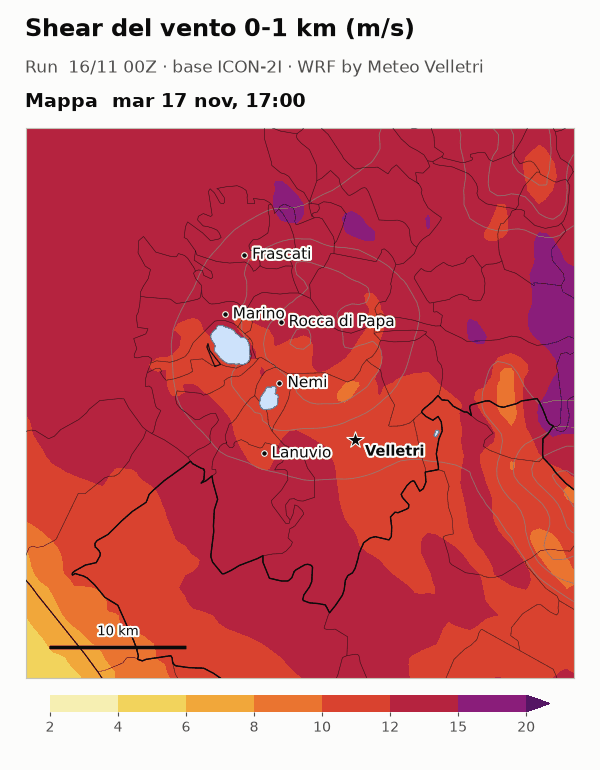 Shear del vento 0-1 km (m/s)
Run  16/11 00Z · base ICON-2I · WRF by Meteo Velletri
Mappa  mar 17 nov, 17:00
Frascati
Marino
Rocca di Papa
Nemi
Velletri
Lanuvio
10 km
2 4 6 8 10 12 15 20